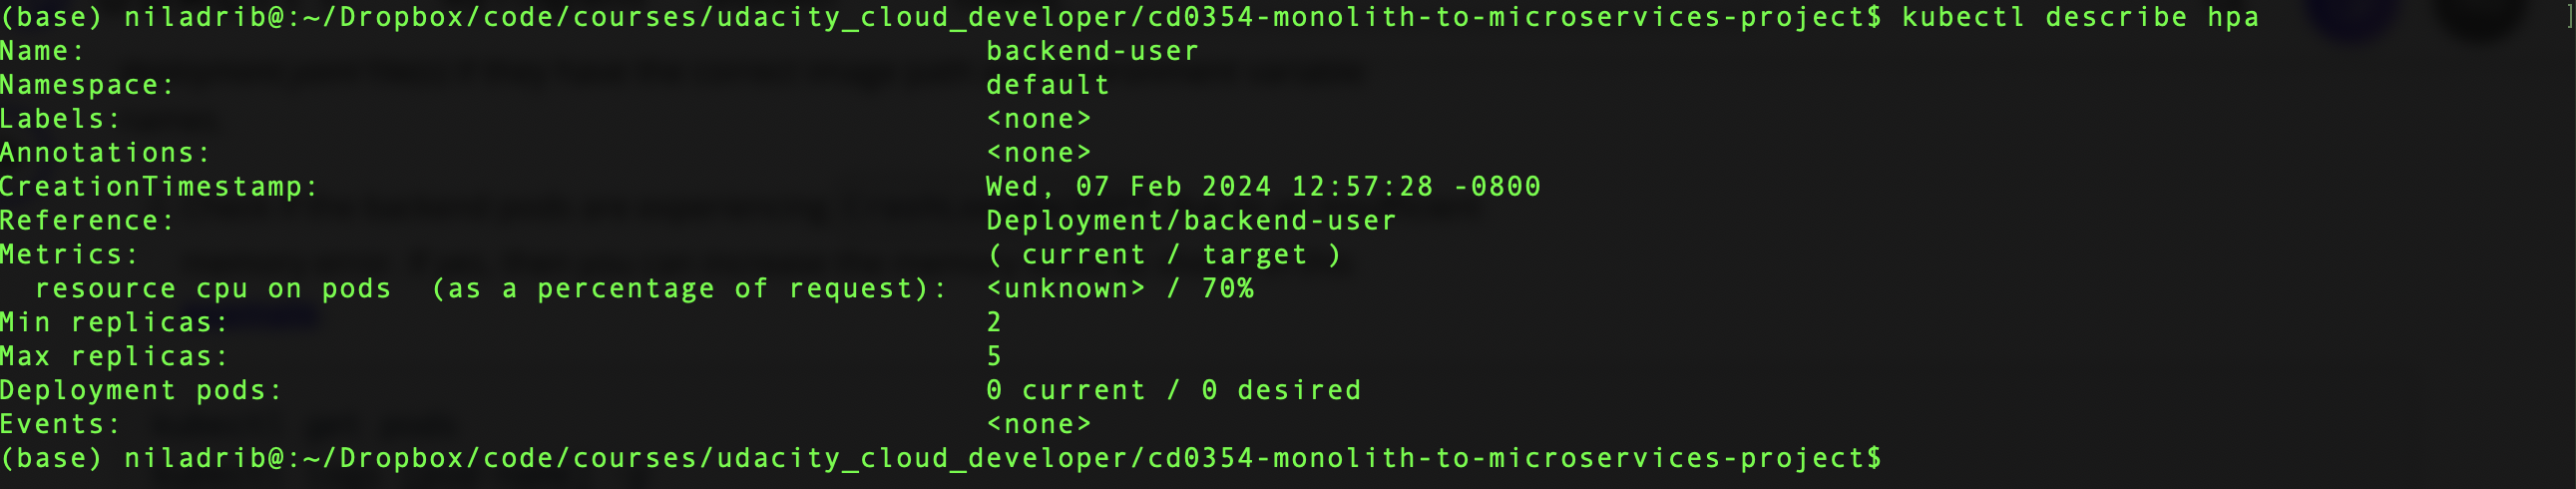 (base) niladrib@:~/Dropbox/code/courses/udacity_cloud_developer/cd0354-monolith-to-microservices-project$ kubectl describe hpa ]
Name: backend-user
Namespace: default
Labels: <none>
Annotations: <none>
CreationTimestamp: Wed, 07 Feb 2024 12:57:28 -0800
Reference: Deployment/backend-user
Metrics: ( current / target )
  resource cpu on pods  (as a percentage of request): <unknown> / 70%
Min replicas: 2
Max replicas: 5
Deployment pods: 0 current / 0 desired
Events: <none>
(base) niladrib@:~/Dropbox/code/courses/udacity_cloud_developer/cd0354-monolith-to-microservices-project$